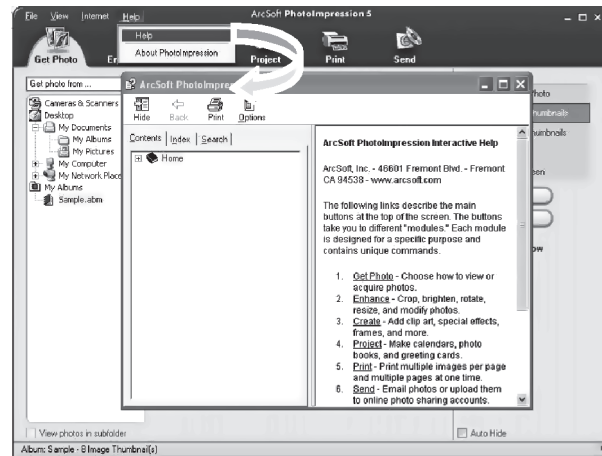 File View Internet Help
ArcSoft PhotoImpression 5
Help
About PhotoImpression
Get Photo
Project
Print
Send
Get photo from ...
Cameras & Scanners
Desktop
My Documents
My Albums
My Pictures
My Computer
My Network Place
My Albums
Sample.abm
ArcSoft PhotoImpres
Hide Back Print Options
Contents Index Search
Home
ArcSoft PhotoImpression Interactive Help
ArcSoft, Inc. - 46601 Fremont Blvd. - Fremont
CA 94538 - www.arcsoft.com
The following links describe the main
buttons at the top of the screen. The buttons
take you to different "modules." Each module
is designed for a specific purpose and
contains unique commands.
1. Get Photo - Choose how to view or
acquire photos.
2. Enhance - Crop, brighten, rotate,
resize, and modify photos.
3. Create - Add clip art, special effects,
frames, and more.
4. Project - Make calendars, photo
books, and greeting cards.
5. Print - Print multiple images per page
and multiple pages at one time.
6. Send - Email photos or upload them
to online photo sharing accounts.
View photos in subfolder
Auto Hide
Album: Sample - 8 Image Thumbnail(s)